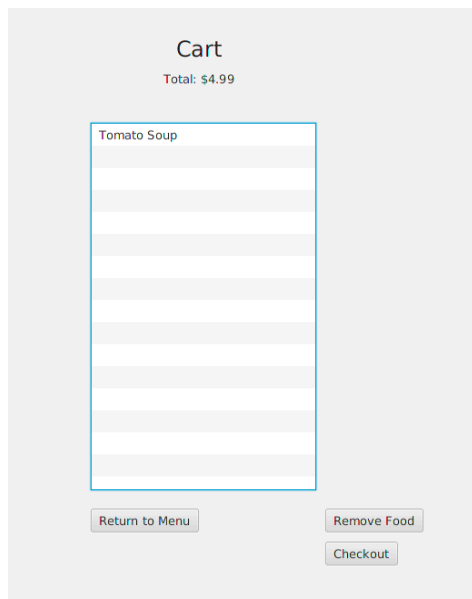 Cart
Total: $4.99
Tomato Soup
Return to Menu
Remove Food
Checkout